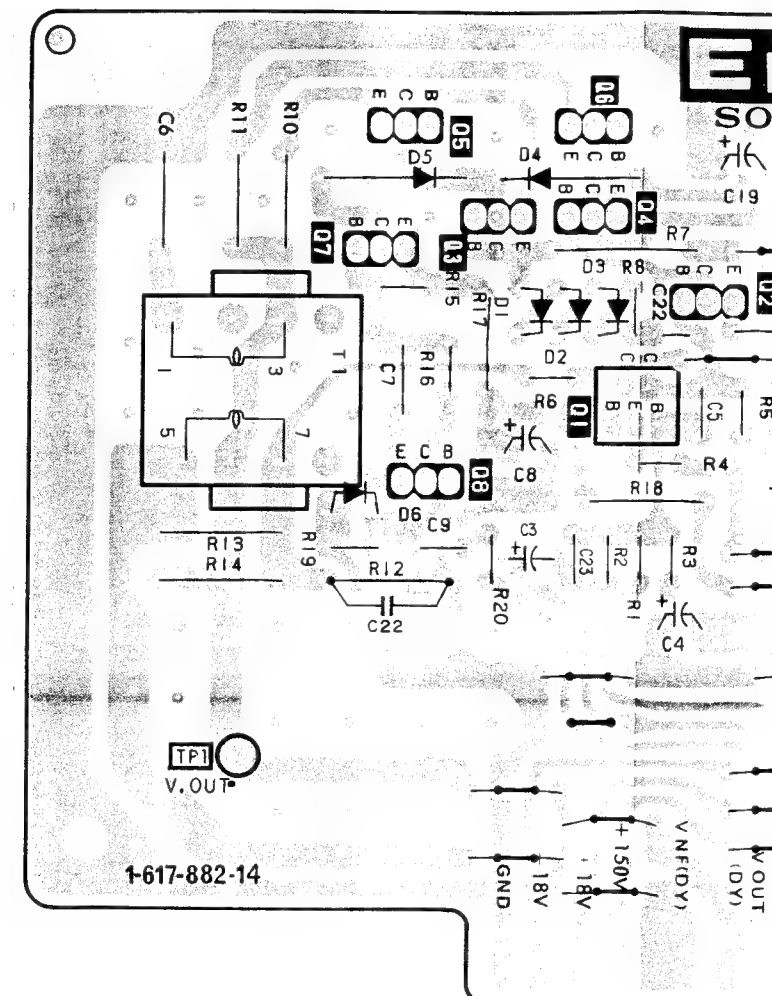 E
SO
C6
R11
R10
E C B
Q5
Q6
E C B
D5
D4
C19
B C E
Q7
Q3
B C E
B C E
Q4
R7
D3
R8
C22
B C E
Q2
R15
R17
D1
1
3
T1
5
7
C7
R16
D2
R6
C C
B E B
Q1
C5
R4
+
C8
E C B
Q8
D6
C9
R18
R13
R14
R19
R12
C22
R20
+
C3
C23
R2
R1
R3
+
C4
TP1
V.OUT
1-617-882-14
GND
18V
+18V
+150V
V NF(DY)
V OUT
(DY)